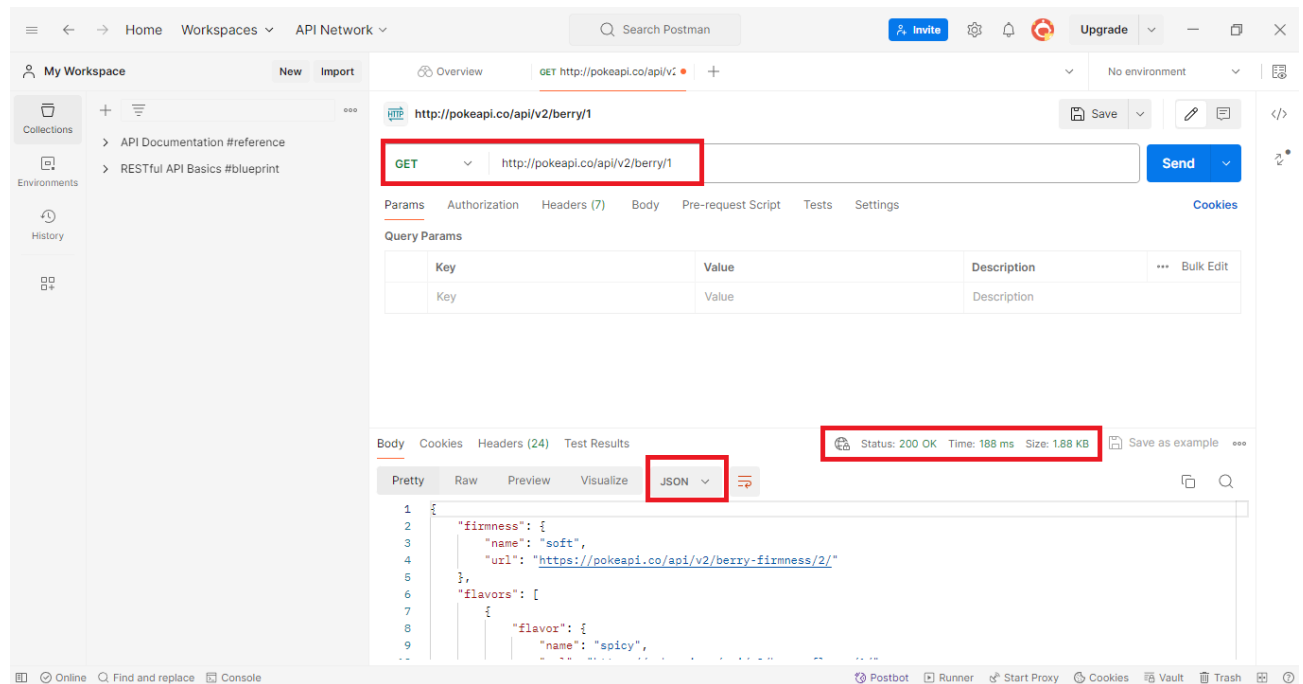 Home Workspaces API Network Search Postman Invite Upgrade
My Workspace New Import Overview GET http://pokeapi.co/api/v2 No environment
Collections
Environments
History
API Documentation #reference
RESTful API Basics #blueprint
HTTP http://pokeapi.co/api/v2/berry/1 Save
GET http://pokeapi.co/api/v2/berry/1 Send
Params Authorization Headers (7) Body Pre-request Script Tests Settings Cookies
Query Params
Key Value Description ••• Bulk Edit
Key Value Description
Body Cookies Headers (24) Test Results Status: 200 OK Time: 188 ms Size: 1.88 KB Save as example
Pretty Raw Preview Visualize JSON
1 {
2 "firmness": {
3 "name": "soft",
4 "url": "https://pokeapi.co/api/v2/berry-firmness/2/"
5 },
6 "flavors": [
7 {
8 "flavor": {
9 "name": "spicy",
Online Find and replace Console Postbot Runner Start Proxy Cookies Vault Trash